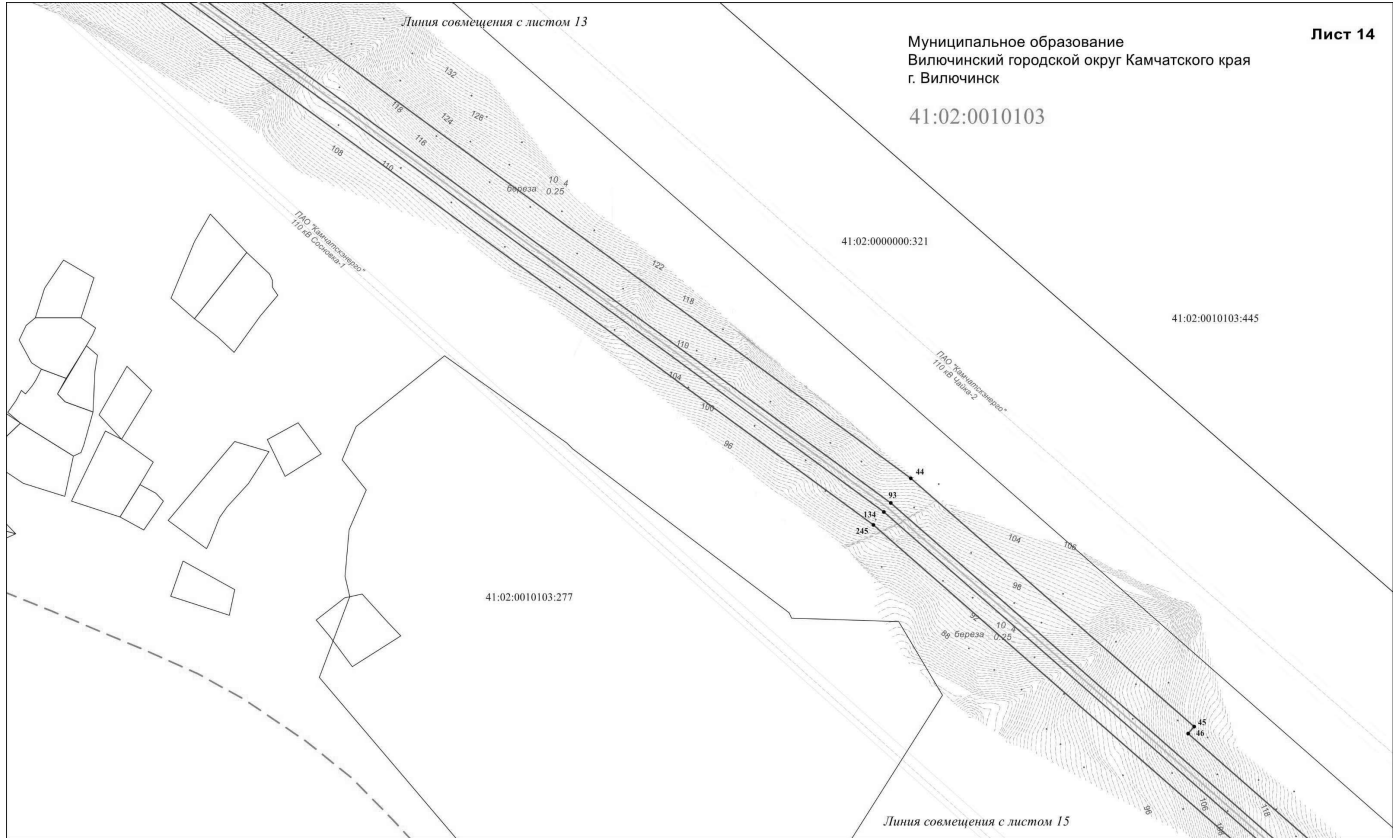 Линия совмещения с листом 13
Лист 14
Муниципальное образование
Вилючинский городской округ Камчатского края
г. Вилючинск
41:02:0010103
132
118
124
126
116
108
110
береза 10 4
0.25
ПАО "Камчатскэнерго"
110 кВ Сосновка-1
41:02:0000000:321
122
118
41:02:0010103:445
110
ПАО "Камчатскэнерго"
110 кВ Чайка-2
104
100
96
44
93
134
245
104
106
98
41:02:0010103:277
92
88 береза 10 4
0.25
45
46
96
106
118
Линия совмещения с листом 15